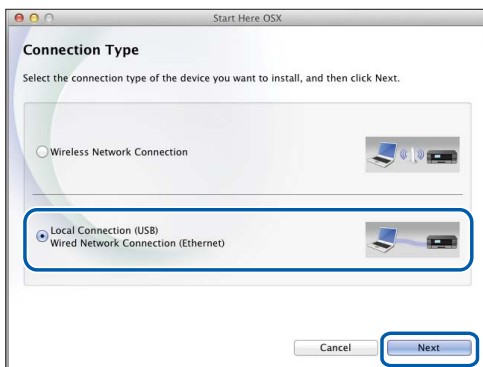 Start Here OSX
Connection Type
Select the connection type of the device you want to install, and then click Next.
Wireless Network Connection
Local Connection (USB)
Wired Network Connection (Ethernet)
Cancel
Next